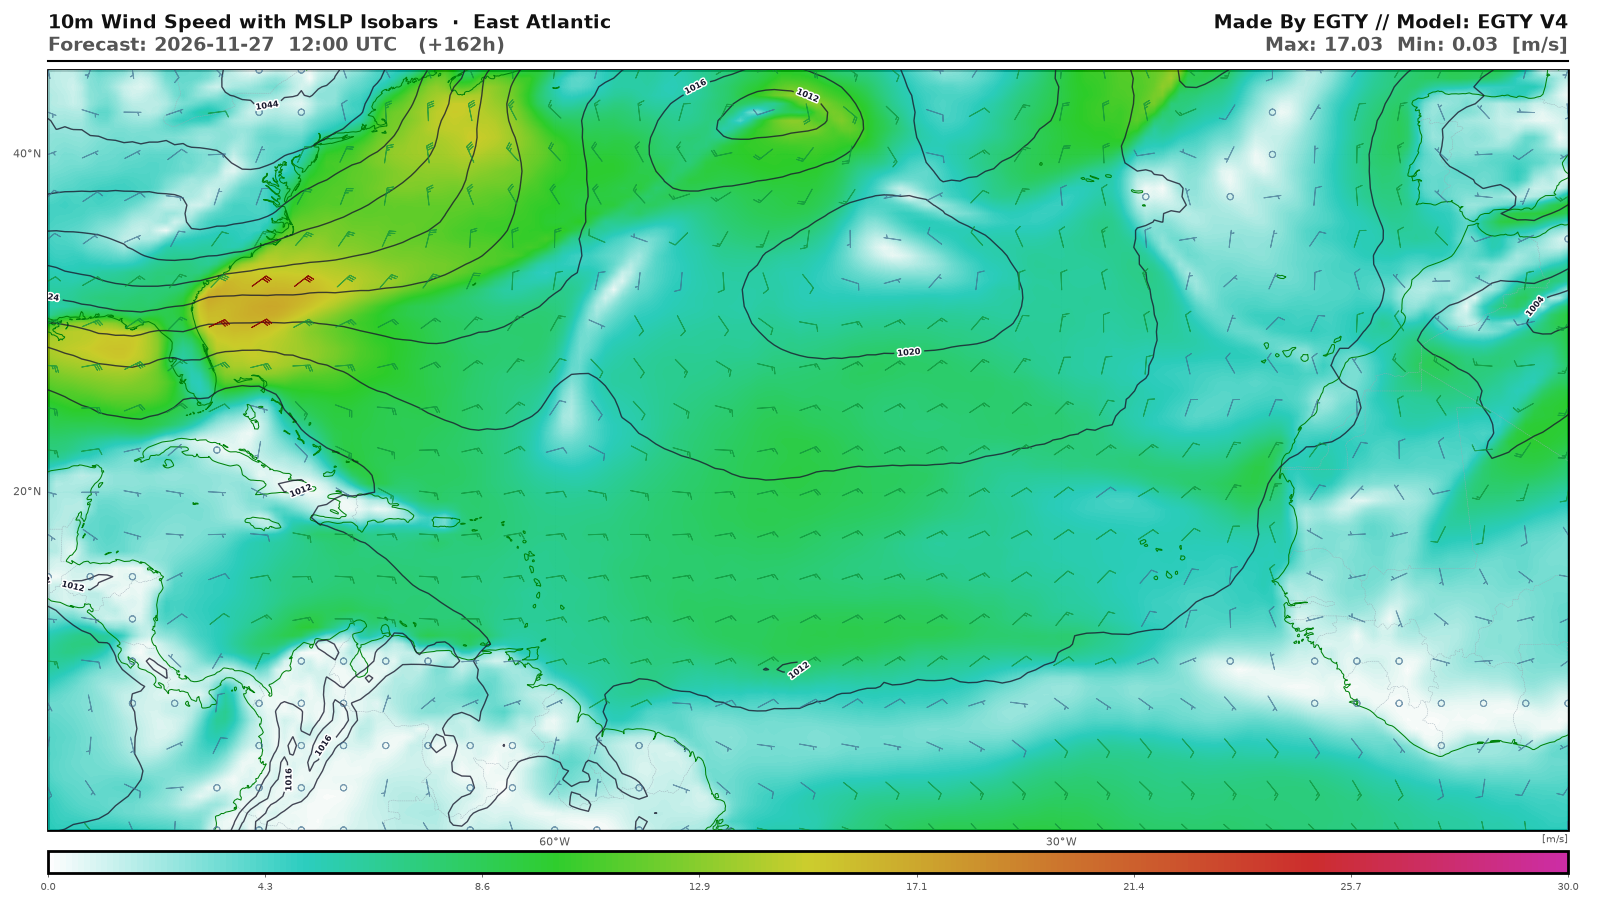 10m Wind Speed with MSLP Isobars · East Atlantic
Made By EGTY // Model: EGTY V4
Forecast: 2026-11-27 12:00 UTC (+162h)
Max: 17.03 Min: 0.03 [m/s]
1044
1016
1012
40°N
24
1004
1020
20°N
1012
1012
1012
1016
1016
60°W
30°W
[m/s]
0.0
4.3
8.6
12.9
17.1
21.4
25.7
30.0